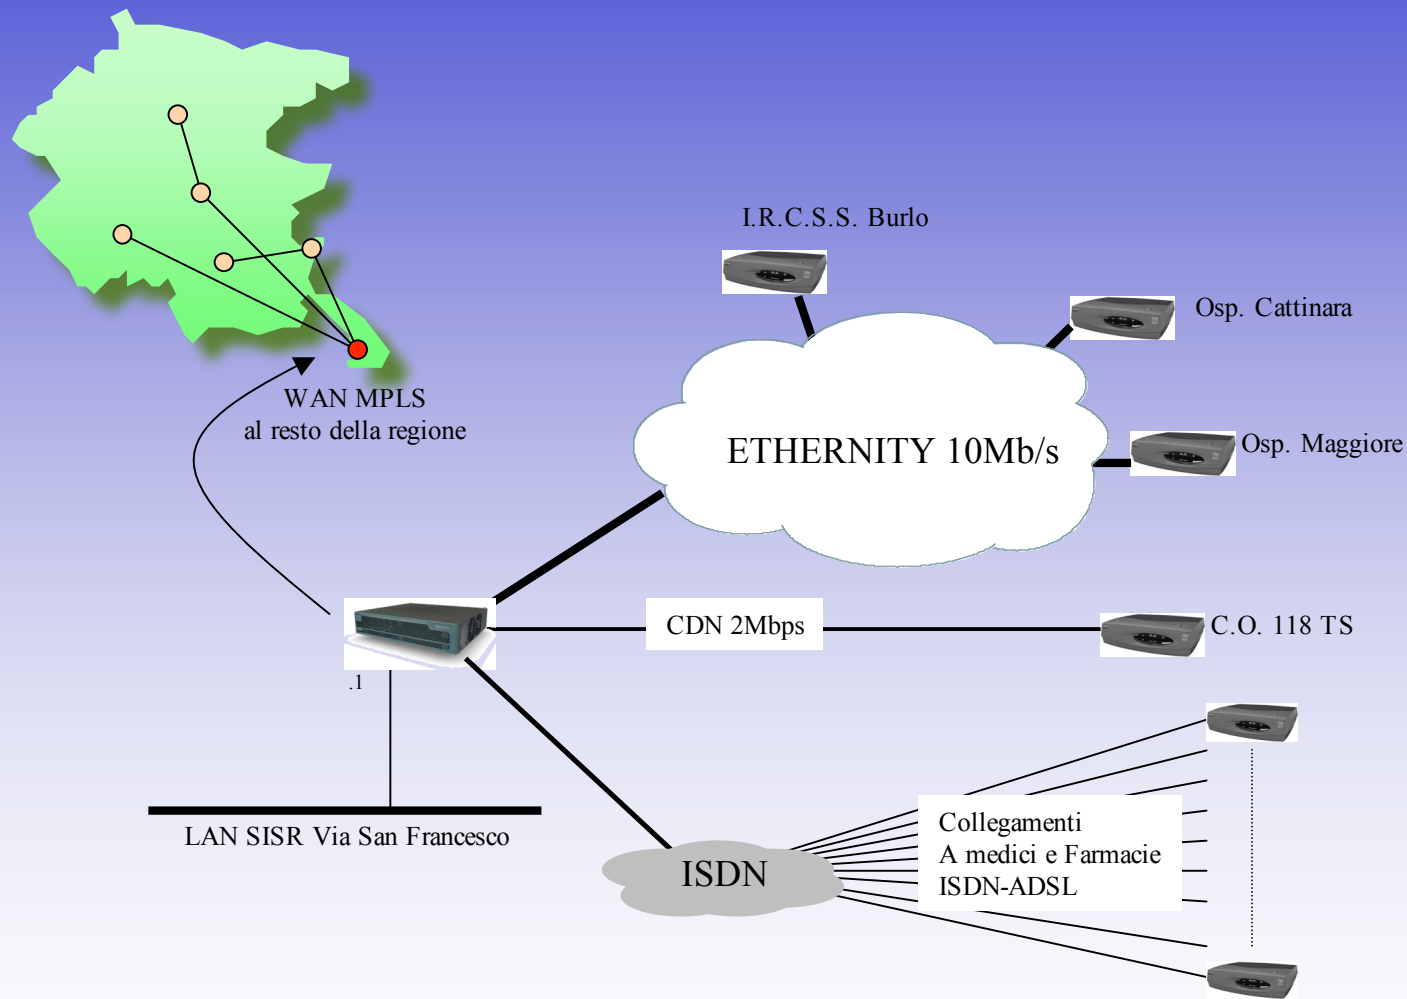 I.R.C.S.S. Burlo
Osp. Cattinara
WAN MPLS
al resto della regione
ETHERNITY 10Mb/s
Osp. Maggiore
CDN 2Mbps
C.O. 118 TS
.1
LAN SISR Via San Francesco
Collegamenti
A medici e Farmacie
ISDN-ADSL
ISDN